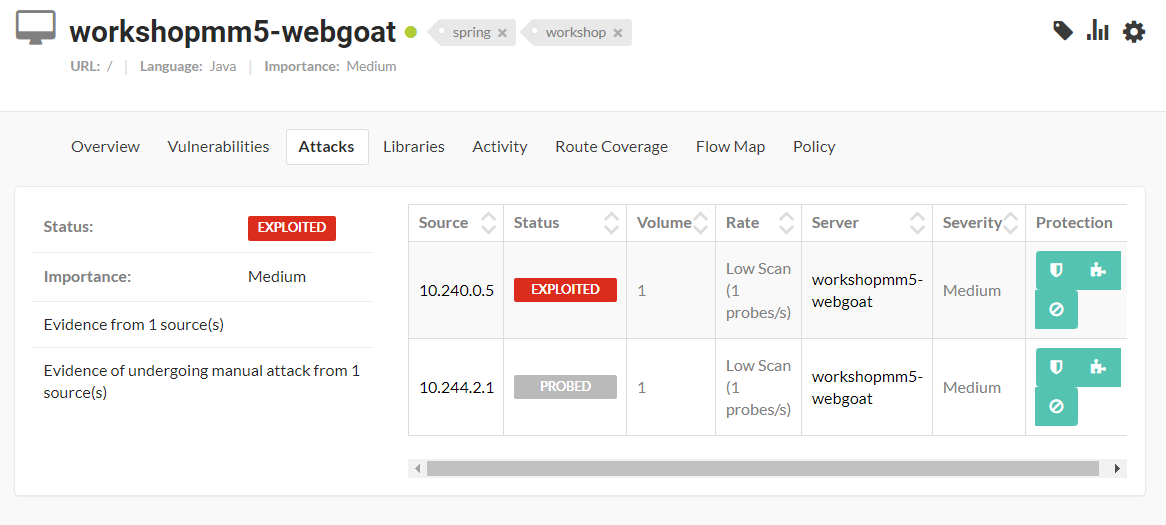 workshopmm5-webgoat
spring
workshop
URL: / | Language: Java | Importance: Medium
Overview Vulnerabilities Attacks Libraries Activity Route Coverage Flow Map Policy
Status: EXPLOITED
Importance: Medium
Evidence from 1 source(s)
Evidence of undergoing manual attack from 1
source(s)
Source Status Volume Rate Server Severity Protection
10.240.0.5 EXPLOITED 1 Low Scan
(1
probes/s) workshopmm5-
webgoat Medium
10.244.2.1 PROBED 1 Low Scan
(1
probes/s) workshopmm5-
webgoat Medium